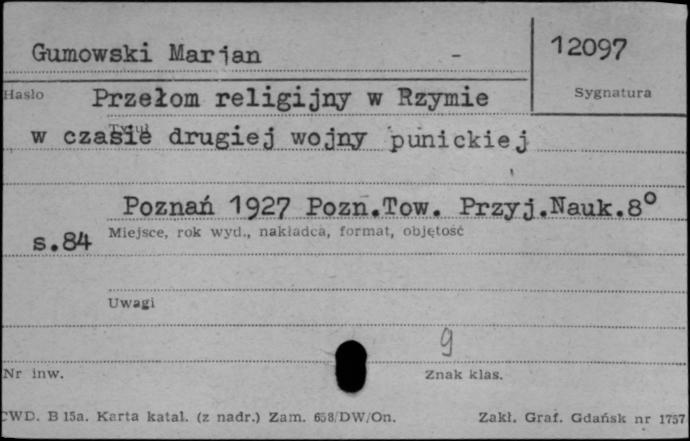 Gumowski Marjan -
12097
Hasło
Sygnatura
Przełom religijny w Rzymie
Tytuł
w czasie drugiej wojny punickiej
Poznań 1927 Pozn.Tow. Przyj.Nauk.8°
s.84
Miejsce, rok wyd., nakładca, format, objętość
Uwagi
9
Nr inw.
Znak klas.
CWD. B 15a. Karta katal. (z nadr.) Zam. 658/DW/On.
Zakł. Graf. Gdańsk nr 1757